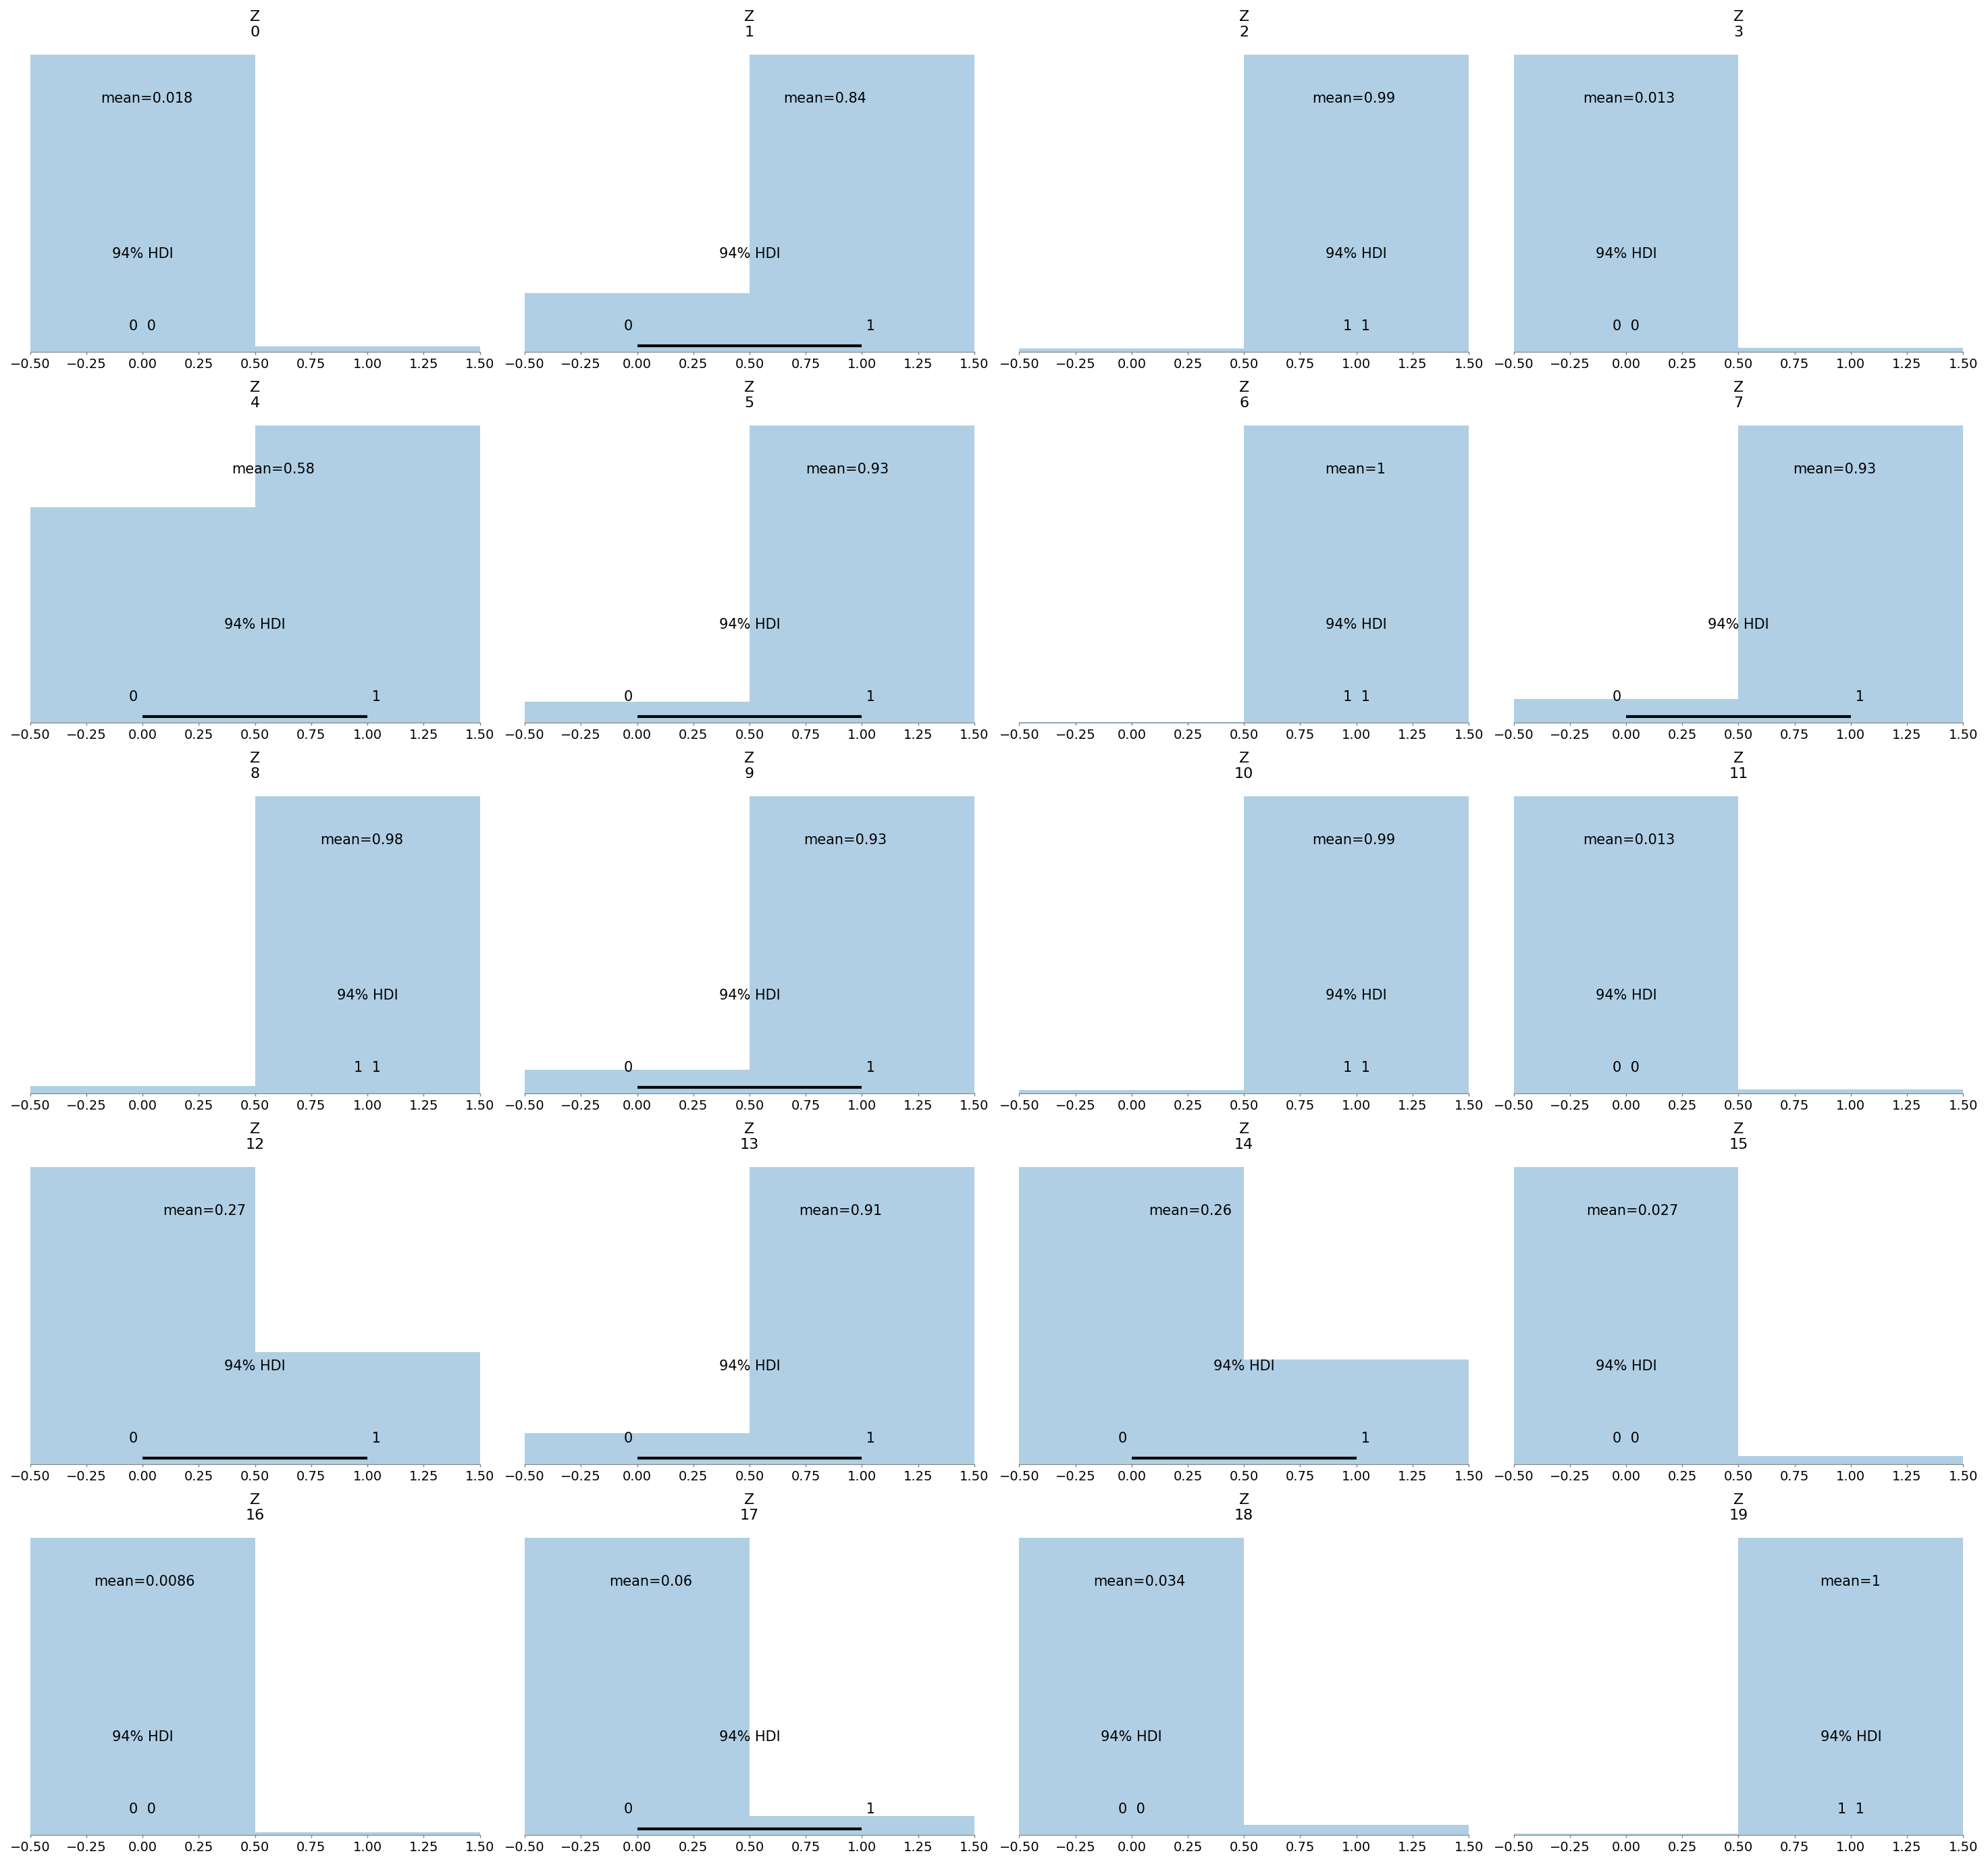 Z
0
mean=0.018
94% HDI
0 0
−0.50 −0.25 0.00 0.25 0.50 0.75 1.00 1.25 1.50
Z
1
mean=0.84
94% HDI
0 1
−0.50 −0.25 0.00 0.25 0.50 0.75 1.00 1.25 1.50
Z
2
mean=0.99
94% HDI
1 1
−0.50 −0.25 0.00 0.25 0.50 0.75 1.00 1.25 1.50
Z
3
mean=0.013
94% HDI
0 0
−0.50 −0.25 0.00 0.25 0.50 0.75 1.00 1.25 1.50
Z
4
mean=0.58
94% HDI
0 1
−0.50 −0.25 0.00 0.25 0.50 0.75 1.00 1.25 1.50
Z
5
mean=0.93
94% HDI
0 1
−0.50 −0.25 0.00 0.25 0.50 0.75 1.00 1.25 1.50
Z
6
mean=1
94% HDI
1 1
−0.50 −0.25 0.00 0.25 0.50 0.75 1.00 1.25 1.50
Z
7
mean=0.93
94% HDI
0 1
−0.50 −0.25 0.00 0.25 0.50 0.75 1.00 1.25 1.50
Z
8
mean=0.98
94% HDI
1 1
−0.50 −0.25 0.00 0.25 0.50 0.75 1.00 1.25 1.50
Z
9
mean=0.93
94% HDI
0 1
−0.50 −0.25 0.00 0.25 0.50 0.75 1.00 1.25 1.50
Z
10
mean=0.99
94% HDI
1 1
−0.50 −0.25 0.00 0.25 0.50 0.75 1.00 1.25 1.50
Z
11
mean=0.013
94% HDI
0 0
−0.50 −0.25 0.00 0.25 0.50 0.75 1.00 1.25 1.50
Z
12
mean=0.27
94% HDI
0 1
−0.50 −0.25 0.00 0.25 0.50 0.75 1.00 1.25 1.50
Z
13
mean=0.91
94% HDI
0 1
−0.50 −0.25 0.00 0.25 0.50 0.75 1.00 1.25 1.50
Z
14
mean=0.26
94% HDI
0 1
−0.50 −0.25 0.00 0.25 0.50 0.75 1.00 1.25 1.50
Z
15
mean=0.027
94% HDI
0 0
−0.50 −0.25 0.00 0.25 0.50 0.75 1.00 1.25 1.50
Z
16
mean=0.0086
94% HDI
0 0
−0.50 −0.25 0.00 0.25 0.50 0.75 1.00 1.25 1.50
Z
17
mean=0.06
94% HDI
0 1
−0.50 −0.25 0.00 0.25 0.50 0.75 1.00 1.25 1.50
Z
18
mean=0.034
94% HDI
0 0
−0.50 −0.25 0.00 0.25 0.50 0.75 1.00 1.25 1.50
Z
19
mean=1
94% HDI
1 1
−0.50 −0.25 0.00 0.25 0.50 0.75 1.00 1.25 1.50